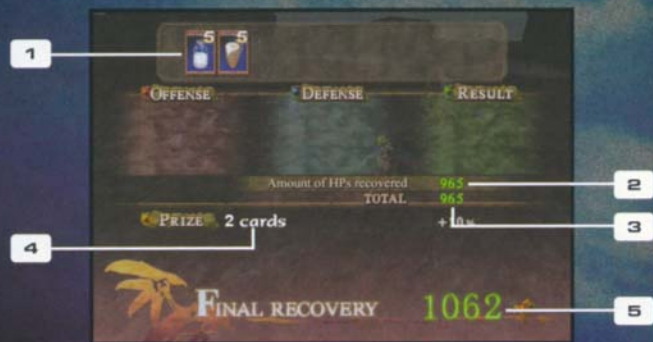 5 5
1
OFFENSE DEFENSE RESULT
Amount of HPs recovered 965
2
TOTAL 965
3
PRIZE 2 cards +10%
4
FINAL RECOVERY 1062
5